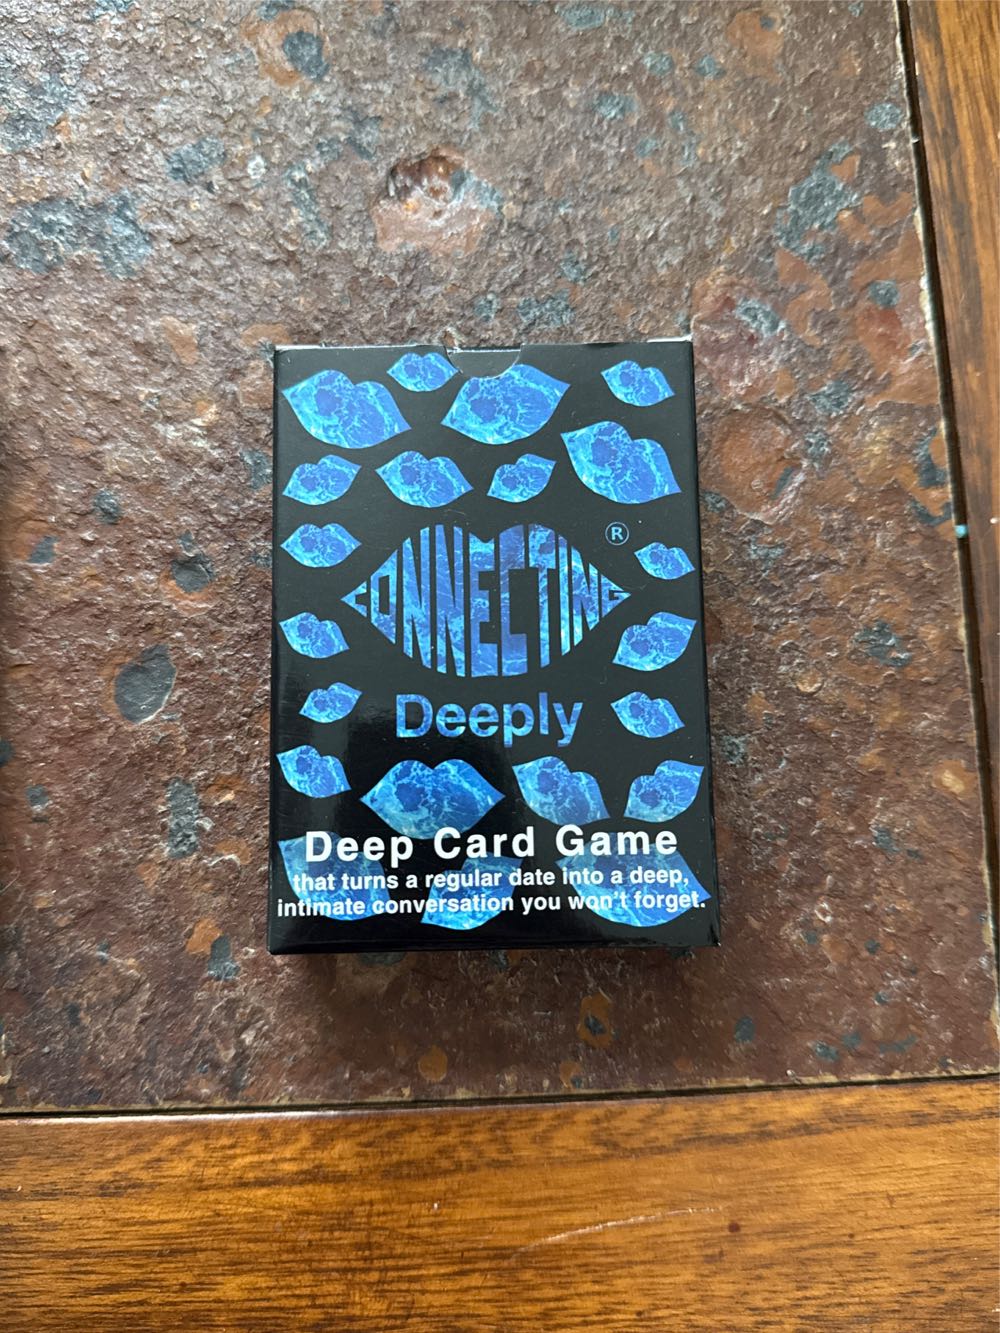 CONNECTING ®
Deeply
Deep Card Game
that turns a regular date into a deep,
intimate conversation you won't forget.